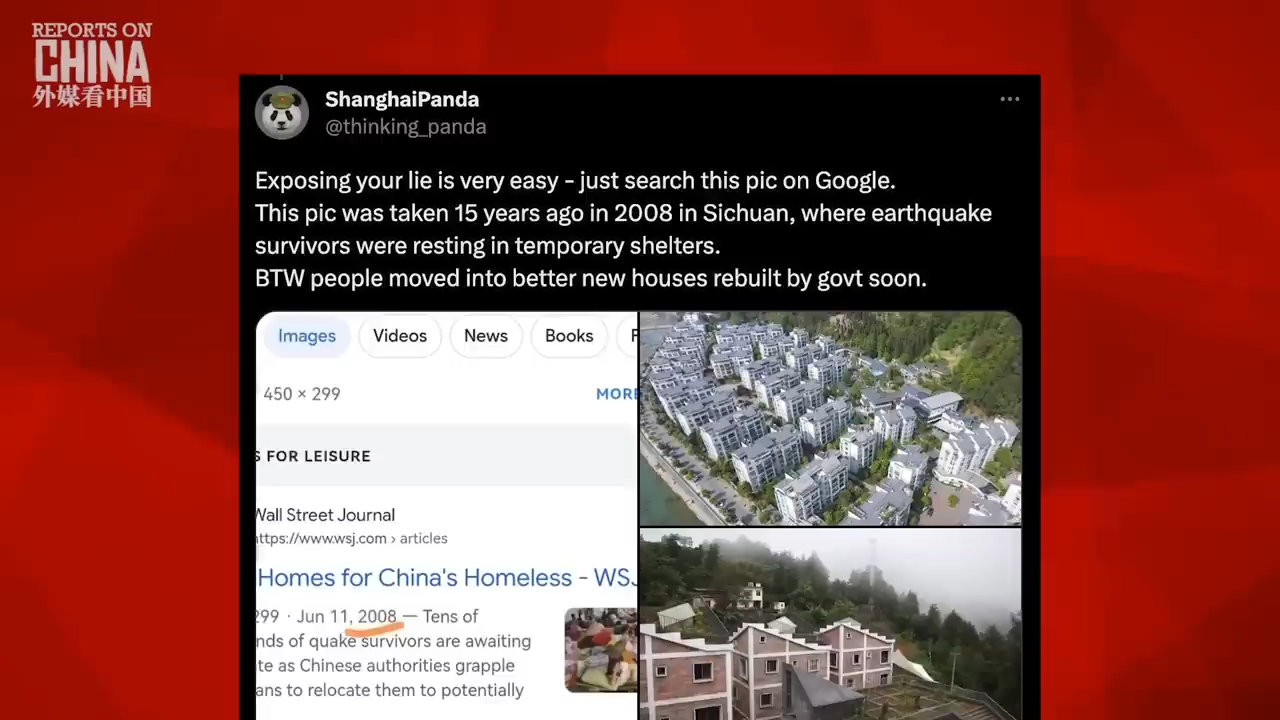 REPORTS ON
CHINA
外媒看中国
ShanghaiPanda
@thinking_panda
Exposing your lie is very easy - just search this pic on Google.
This pic was taken 15 years ago in 2008 in Sichuan, where earthquake
survivors were resting in temporary shelters.
BTW people moved into better new houses rebuilt by govt soon.
Images Videos News Books F
450 × 299 MORE
S FOR LEISURE
Wall Street Journal
https://www.wsj.com › articles
Homes for China's Homeless - WSJ
299 · Jun 11, 2008 — Tens of
nds of quake survivors are awaiting
te as Chinese authorities grapple
ans to relocate them to potentially